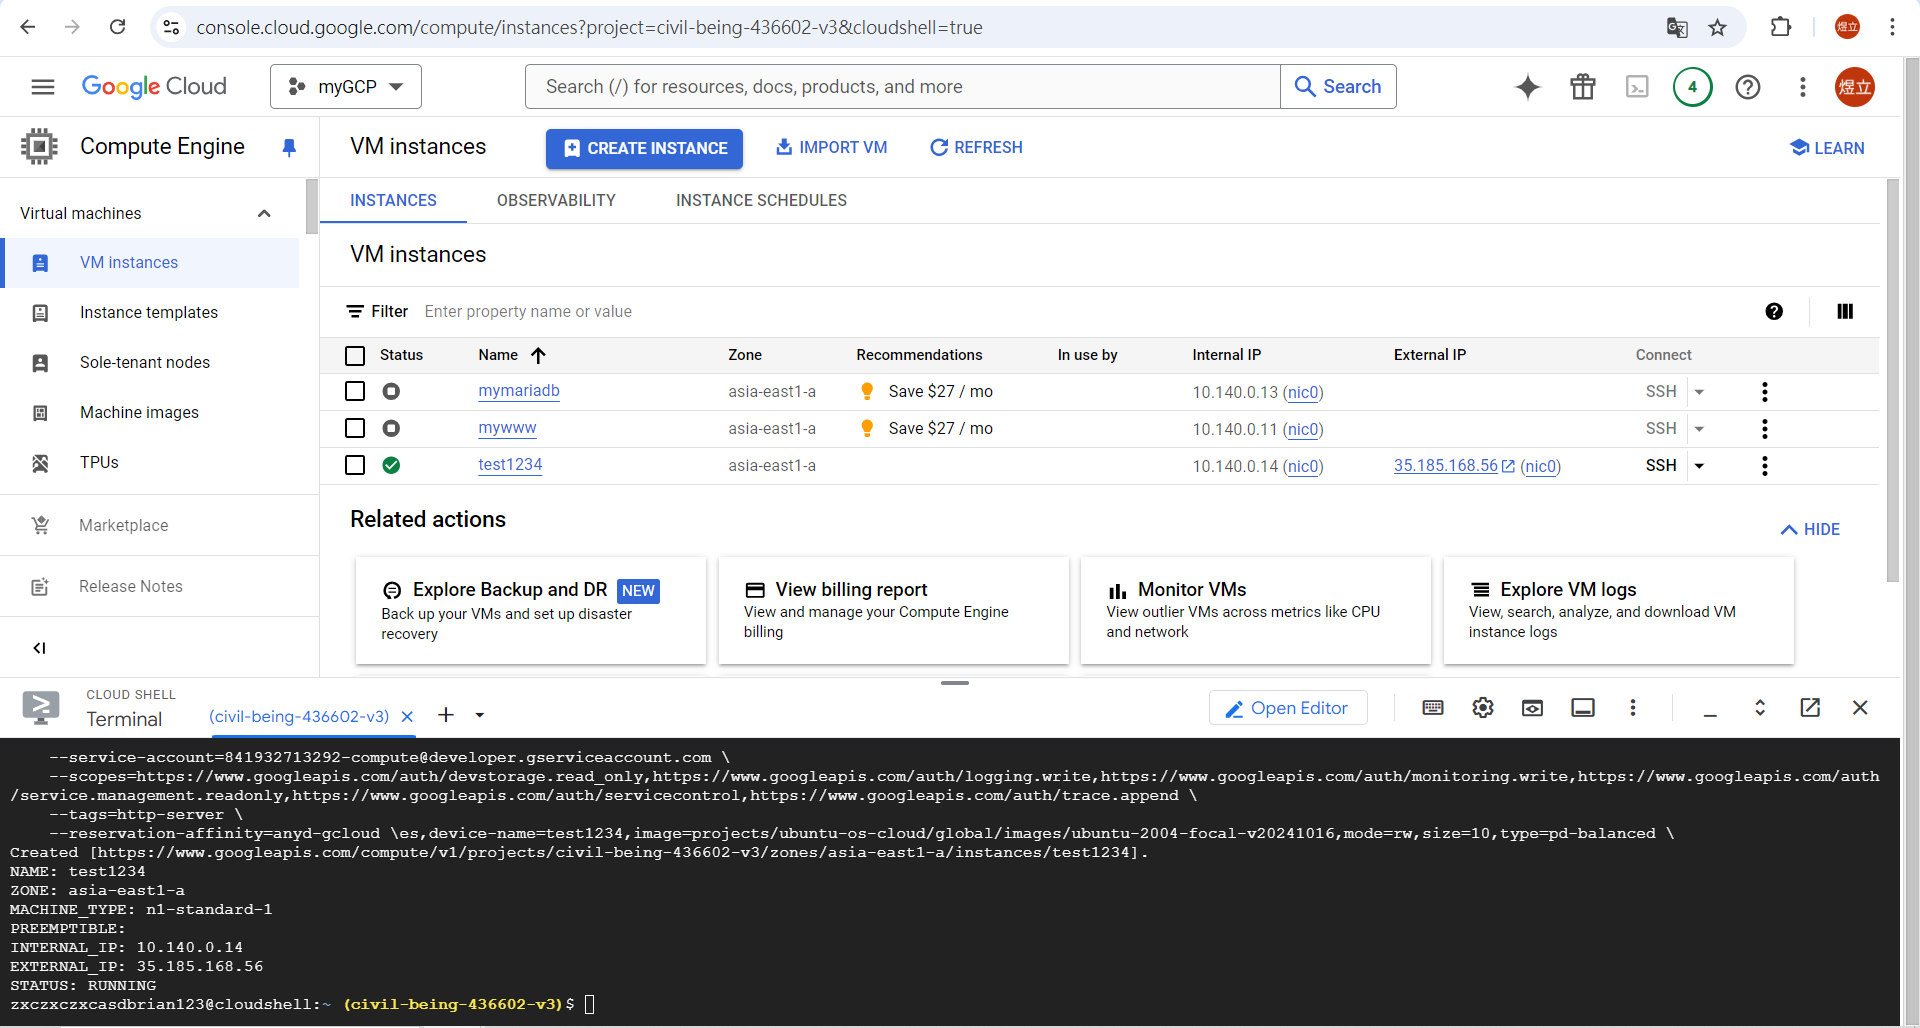 console.cloud.google.com/compute/instances?project=civil-being-436602-v3&cloudshell=true
煜立
Google Cloud
myGCP
Search (/) for resources, docs, products, and more
Search
4
煜立
Compute Engine
VM instances
CREATE INSTANCE
IMPORT VM
REFRESH
LEARN
Virtual machines
VM instances
Instance templates
Sole-tenant nodes
Machine images
TPUs
Marketplace
Release Notes
INSTANCES OBSERVABILITY INSTANCE SCHEDULES
VM instances
Filter Enter property name or value
Status Name Zone Recommendations In use by Internal IP External IP Connect
mymariadb asia-east1-a Save $27 / mo 10.140.0.13 (nic0) SSH
mywww asia-east1-a Save $27 / mo 10.140.0.11 (nic0) SSH
test1234 asia-east1-a 10.140.0.14 (nic0) 35.185.168.56 (nic0) SSH
Related actions
HIDE
Explore Backup and DR NEW
Back up your VMs and set up disaster
recovery
View billing report
View and manage your Compute Engine
billing
Monitor VMs
View outlier VMs across metrics like CPU
and network
Explore VM logs
View, search, analyze, and download VM
instance logs
CLOUD SHELL
Terminal
(civil-being-436602-v3)
Open Editor
--service-account=841932713292-compute@developer.gserviceaccount.com \
--scopes=https://www.googleapis.com/auth/devstorage.read_only,https://www.googleapis.com/auth/logging.write,https://www.googleapis.com/auth/monitoring.write,https://www.googleapis.com/auth
/service.management.readonly,https://www.googleapis.com/auth/servicecontrol,https://www.googleapis.com/auth/trace.append \
--tags=http-server \
--reservation-affinity=anyd-gcloud \es,device-name=test1234,image=projects/ubuntu-os-cloud/global/images/ubuntu-2004-focal-v20241016,mode=rw,size=10,type=pd-balanced \
Created [https://www.googleapis.com/compute/v1/projects/civil-being-436602-v3/zones/asia-east1-a/instances/test1234].
NAME: test1234
ZONE: asia-east1-a
MACHINE_TYPE: n1-standard-1
PREEMPTIBLE:
INTERNAL_IP: 10.140.0.14
EXTERNAL_IP: 35.185.168.56
STATUS: RUNNING
zxczxczxcasdbrian123@cloudshell:~ (civil-being-436602-v3)$